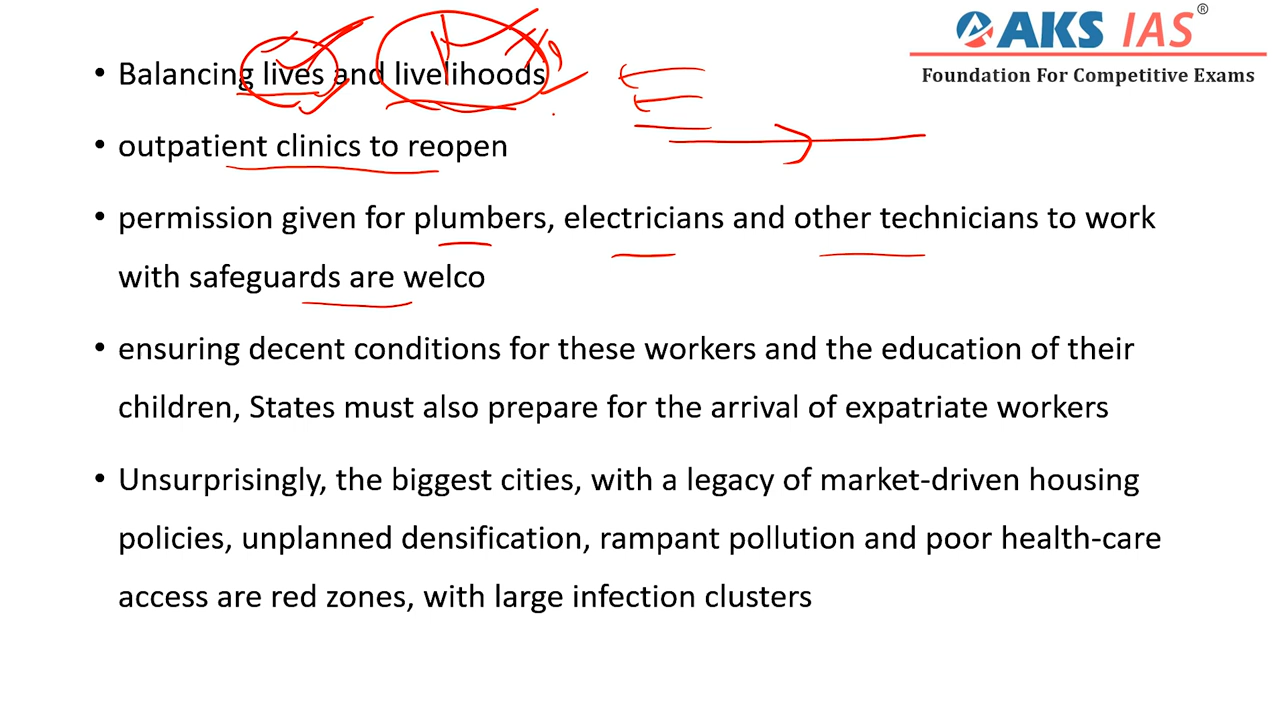 AKS IAS®
Foundation For Competitive Exams
• Balancing lives and livelihoods
• outpatient clinics to reopen
• permission given for plumbers, electricians and other technicians to work
with safeguards are welco
• ensuring decent conditions for these workers and the education of their
children, States must also prepare for the arrival of expatriate workers
• Unsurprisingly, the biggest cities, with a legacy of market-driven housing
policies, unplanned densification, rampant pollution and poor health-care
access are red zones, with large infection clusters